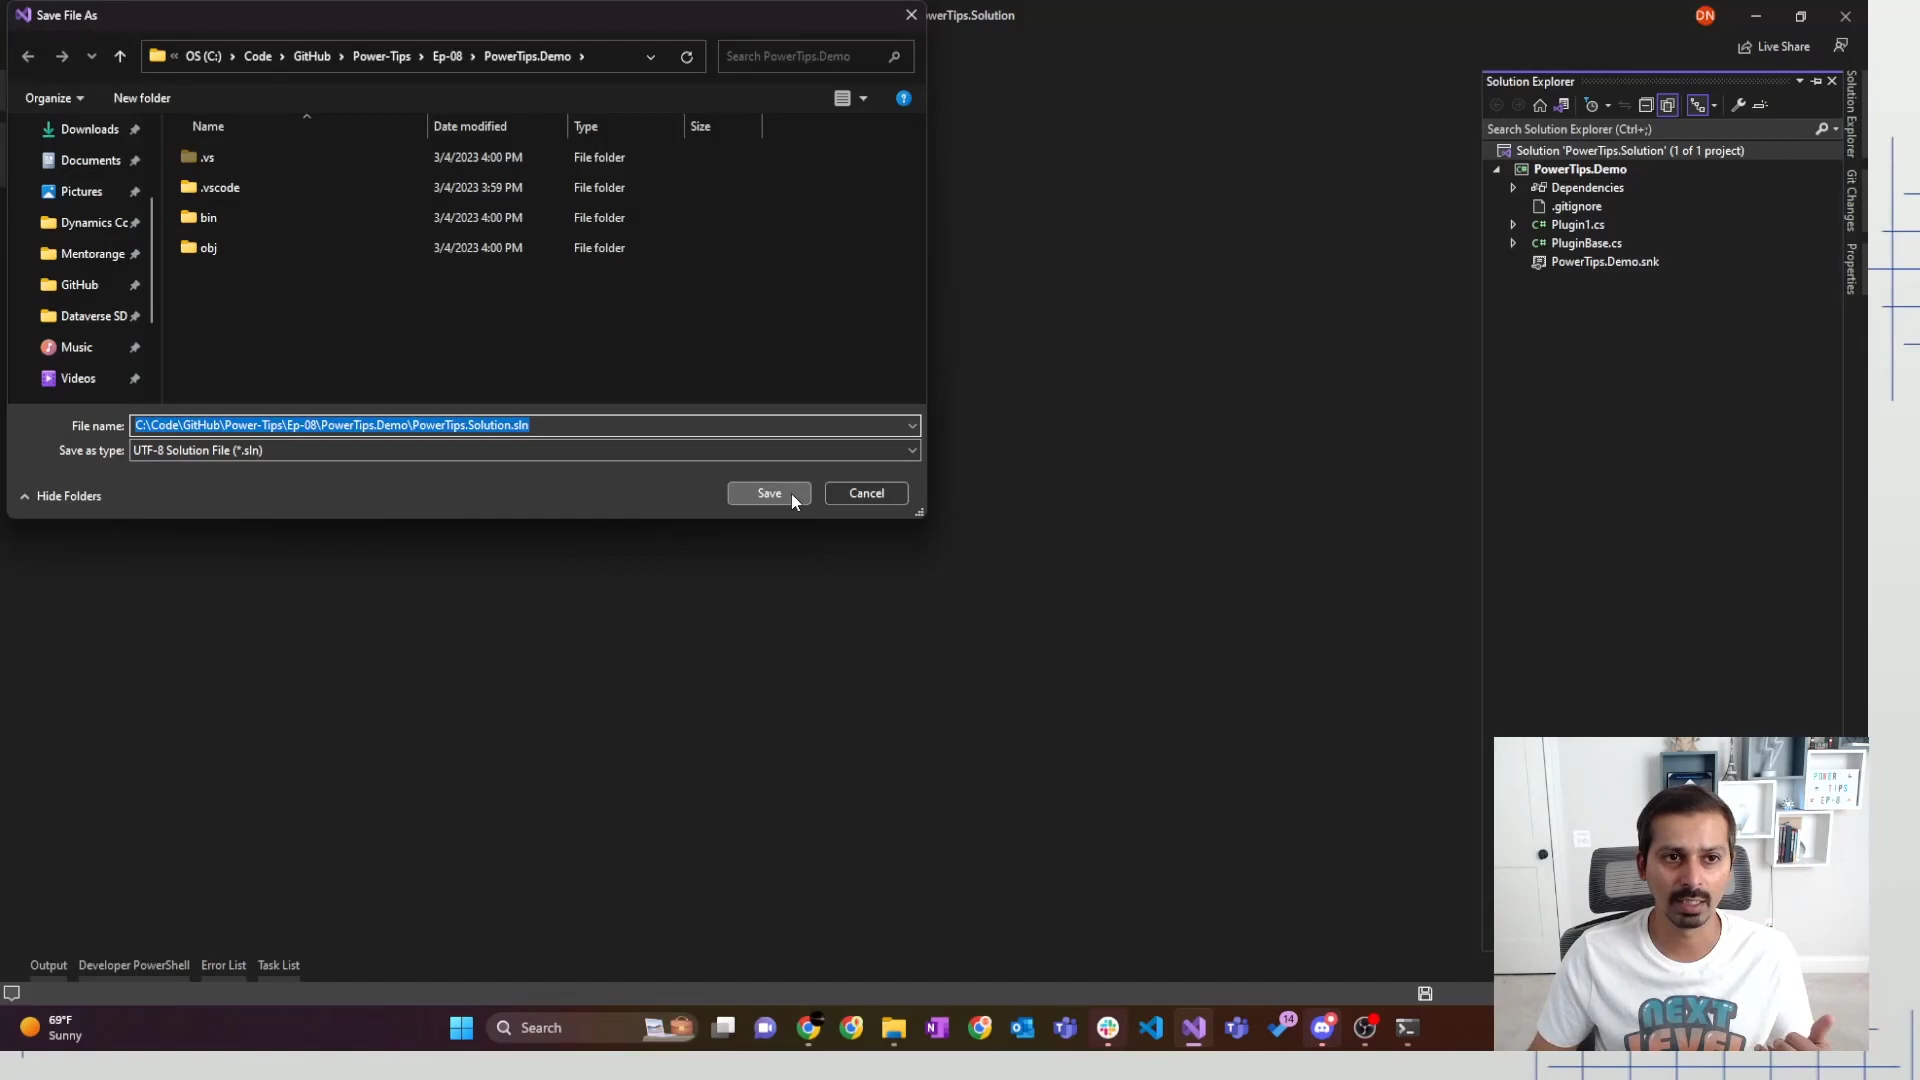 Save File As
werTips.Solution
DN
Live Share
OS (C:) > Code > GitHub > Power-Tips > Ep-08 > PowerTips.Demo >
Search PowerTips.Demo
Organize
New folder
Name
Date modified
Type
Size
Downloads
Documents
Pictures
Dynamics Cc
Mentorange
GitHub
Dataverse SD
Music
Videos
.vs 3/4/2023 4:00 PM File folder
.vscode 3/4/2023 3:59 PM File folder
bin 3/4/2023 4:00 PM File folder
obj 3/4/2023 4:00 PM File folder
File name: C:\Code\GitHub\Power-Tips\Ep-08\PowerTips.Demo\PowerTips.Solution.sln
Save as type: UTF-8 Solution File (*.sln)
Hide Folders
Save
Cancel
Solution Explorer
Search Solution Explorer (Ctrl+;)
Solution 'PowerTips.Solution' (1 of 1 project)
PowerTips.Demo
Dependencies
.gitignore
C# Plugin1.cs
C# PluginBase.cs
PowerTips.Demo.snk
Solution Explorer
Git Changes
Properties
POWER
TIPS
EP-8
NEXT
LEVEL
Output
Developer PowerShell
Error List
Task List
69°F
Sunny
Search
14